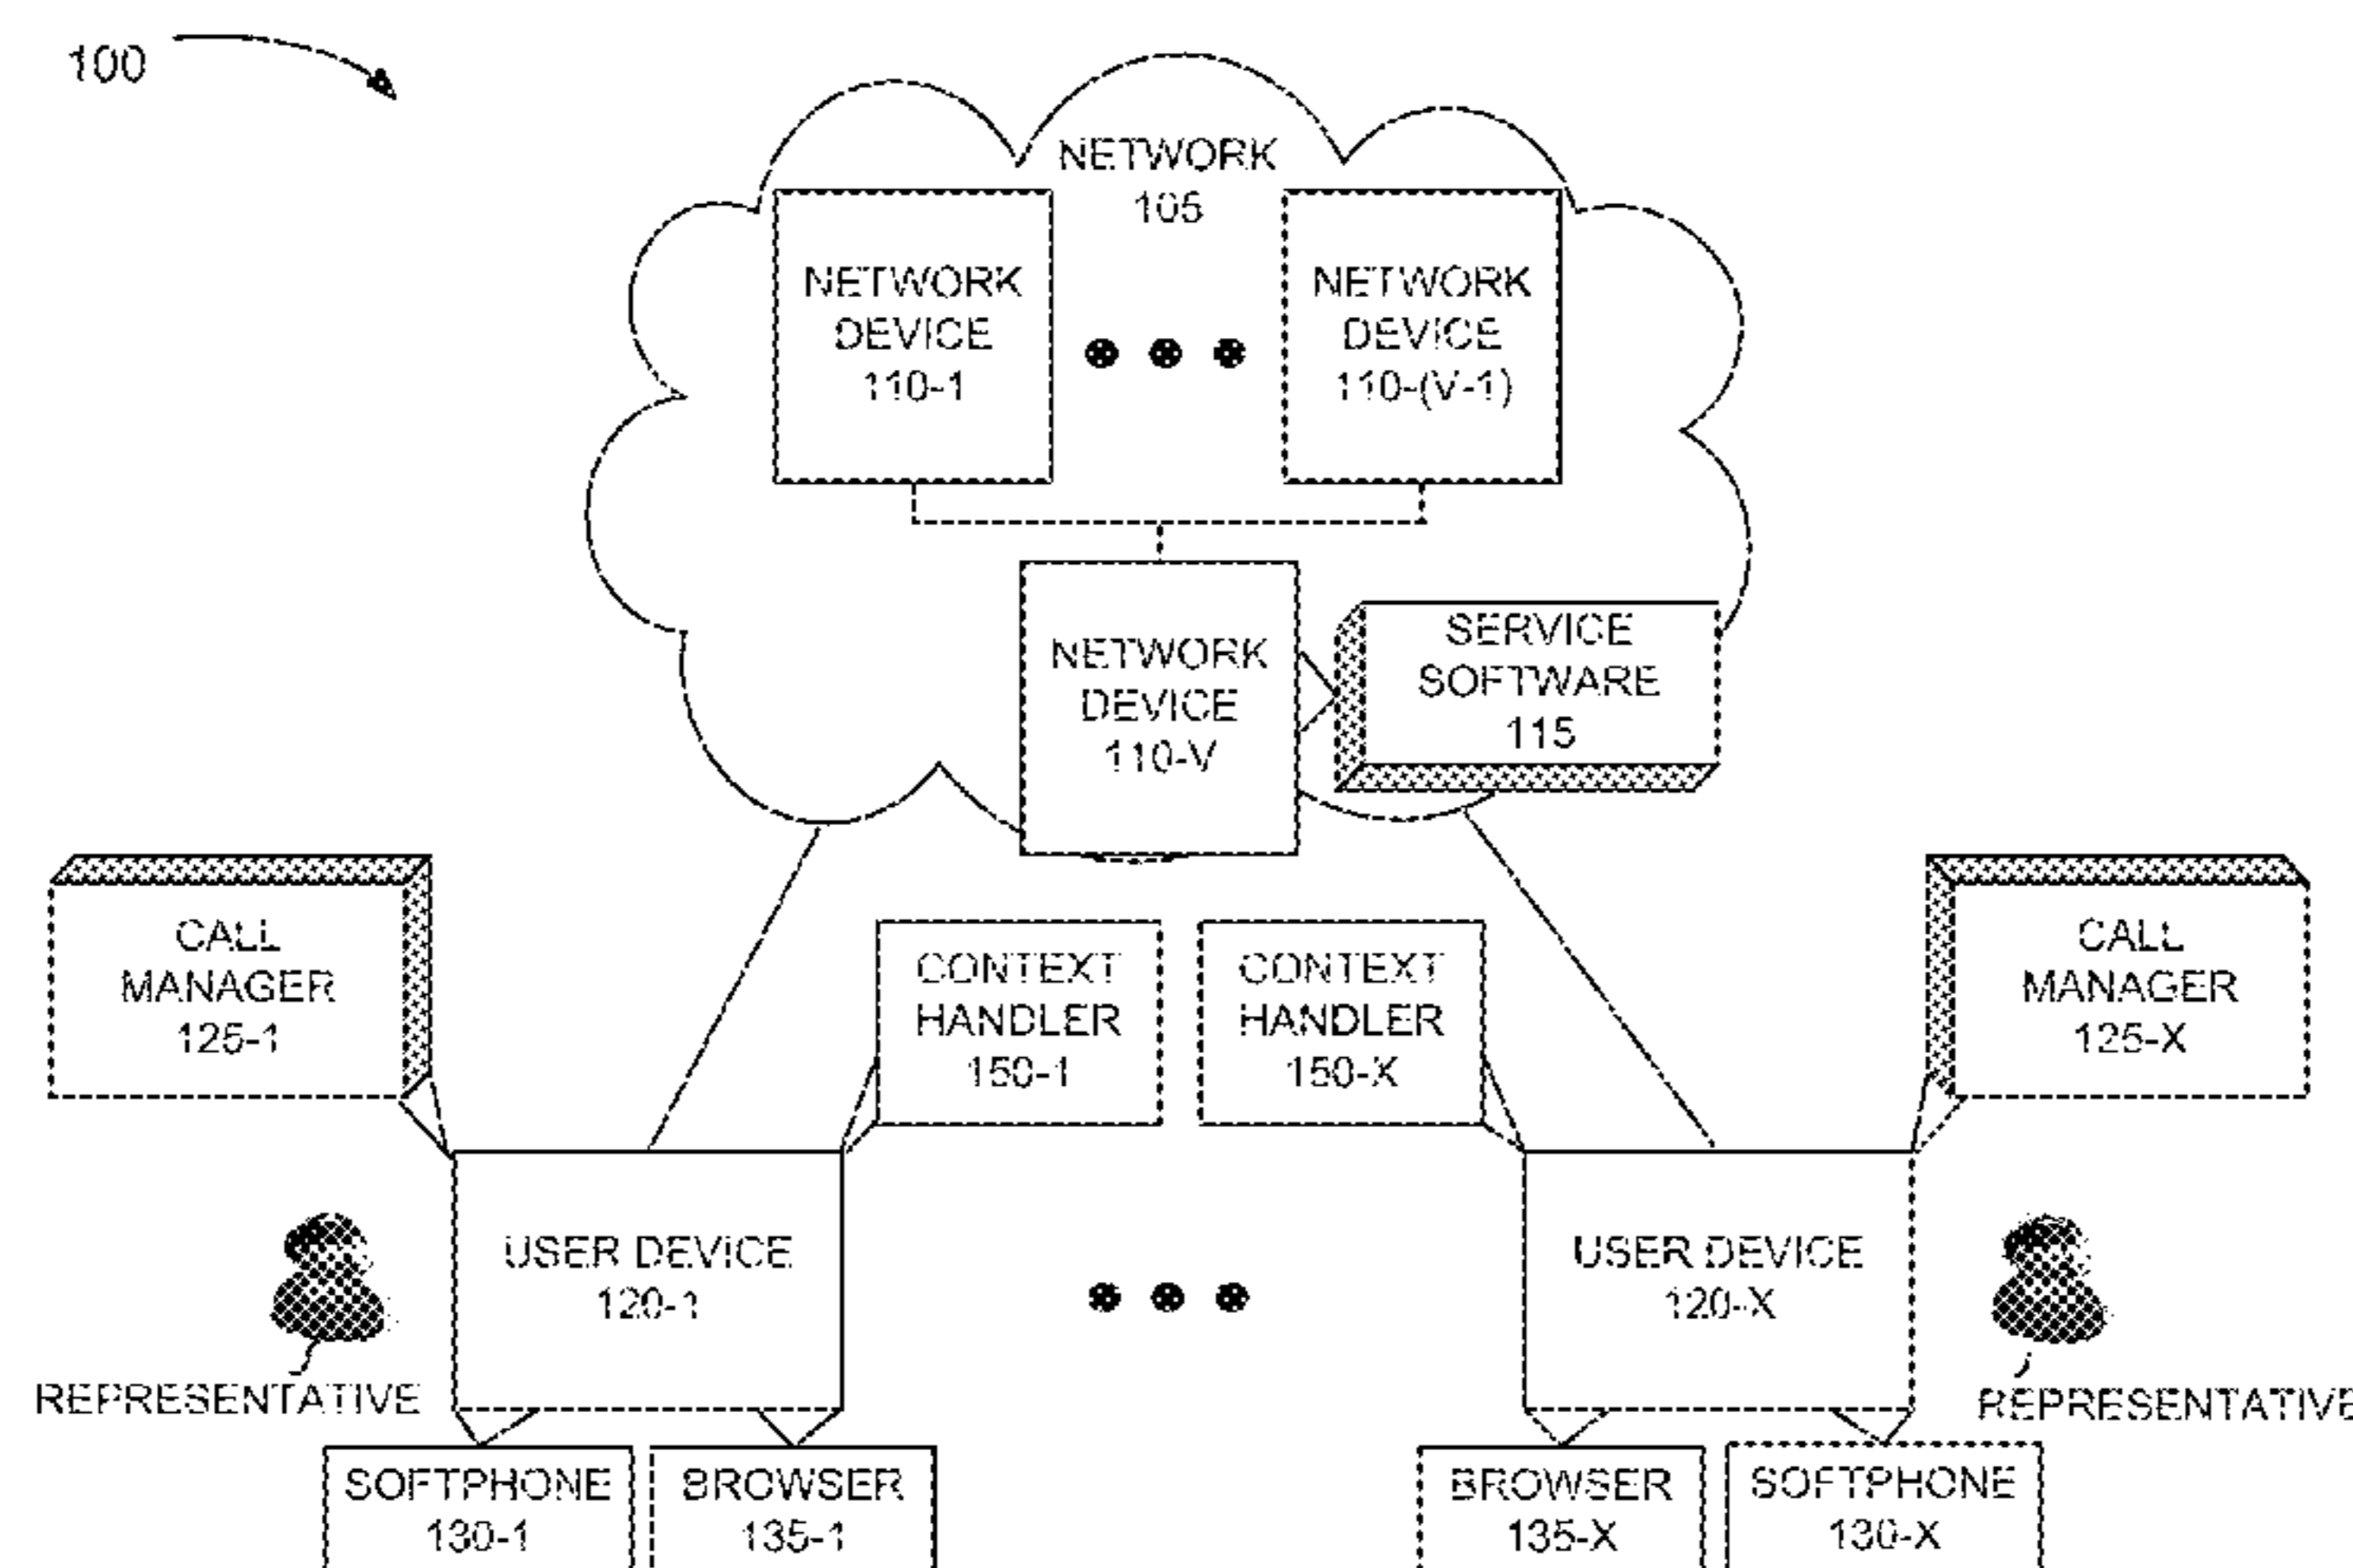 100
NETWORK
105
NETWORK
DEVICE
110-1
NETWORK
DEVICE
110-(V-1)
NETWORK
DEVICE
110-V
SERVICE
SOFTWARE
115
CALL
MANAGER
125-1
CONTEXT
HANDLER
150-1
CONTEXT
HANDLER
150-X
CALL
MANAGER
125-X
USER DEVICE
120-1
USER DEVICE
120-X
REPRESENTATIVE
REPRESENTATIVE
SOFTPHONE
130-1
BROWSER
135-1
BROWSER
135-X
SOFTPHONE
130-X